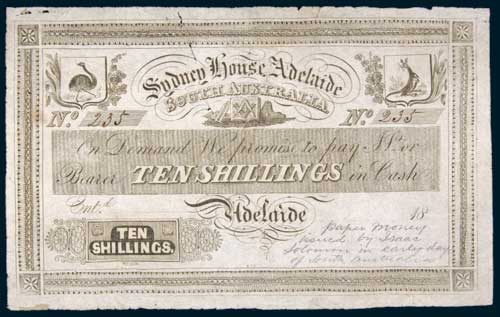 Sydney House, Adelaide
SOUTH AUSTRALIA
No. 235 No. 235
On Demand We promise to pay Mr. or
Bearer TEN SHILLINGS in Cash
Entd.
Adelaide 18
TEN
SHILLINGS.
paper money
issued by Isaac
Solomon in early days
of South Australia